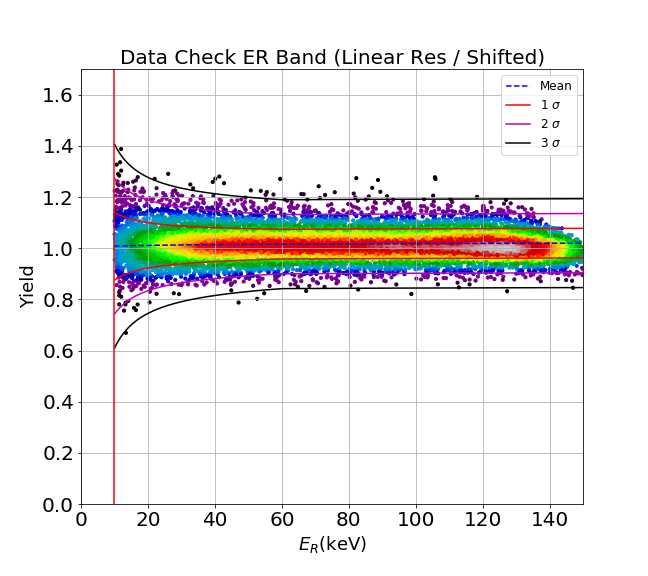 Data Check ER Band (Linear Res / Shifted)
Mean
1 σ
2 σ
3 σ
1.6
1.4
1.2
1.0
0.8
0.6
0.4
0.2
0.0
Yield
0 20 40 60 80 100 120 140
E_R(keV)